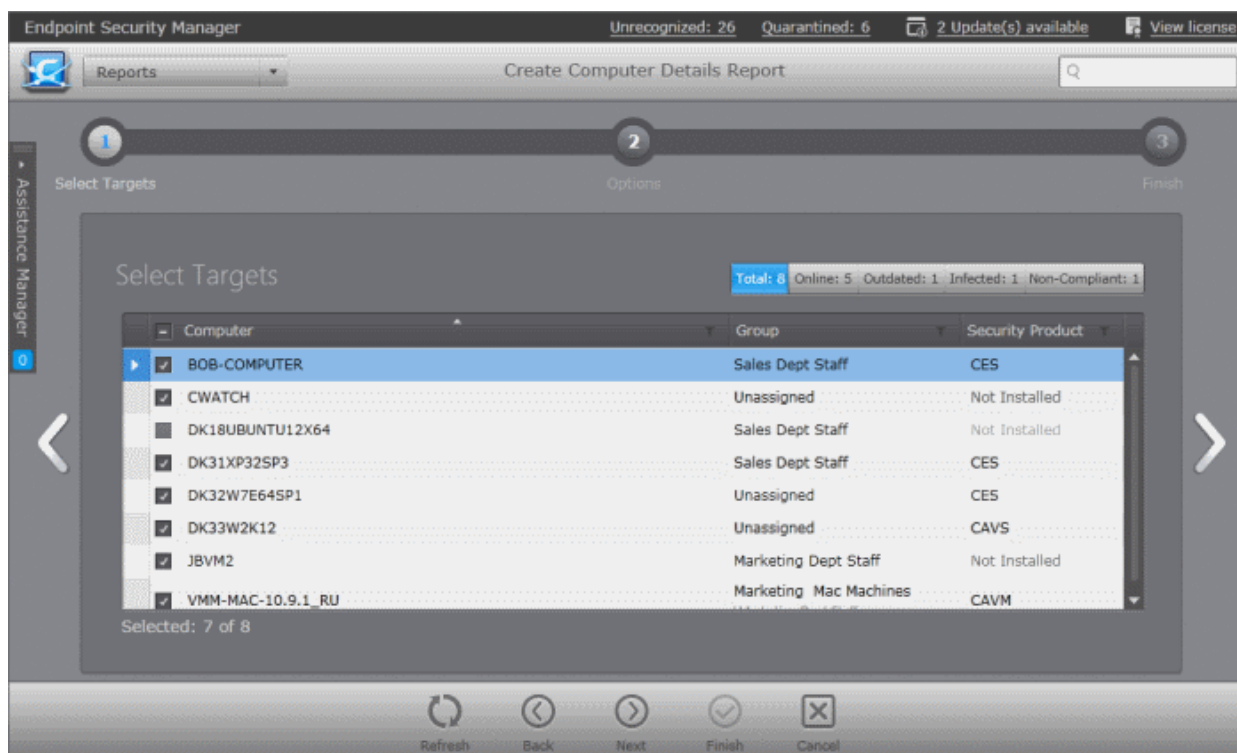 Endpoint Security Manager Unrecognized: 26 Quarantined: 6 2 Update(s) available View license
Reports Create Computer Details Report
1 2 3
Select Targets Options Finish
Assistance Manager
0
Select Targets
Total: 8 Online: 5 Outdated: 1 Infected: 1 Non-Compliant: 1
Computer Group Security Product
BOB-COMPUTER Sales Dept Staff CES
CWATCH Unassigned Not Installed
DK18UBUNTU12X64 Sales Dept Staff Not Installed
DK31XP32SP3 Sales Dept Staff CES
DK32W7E64SP1 Unassigned CES
DK33W2K12 Unassigned CAVS
JBVM2 Marketing Dept Staff Not Installed
VMM-MAC-10.9.1_RU Marketing Mac Machines CAVM
Selected: 7 of 8
Refresh Back Next Finish Cancel